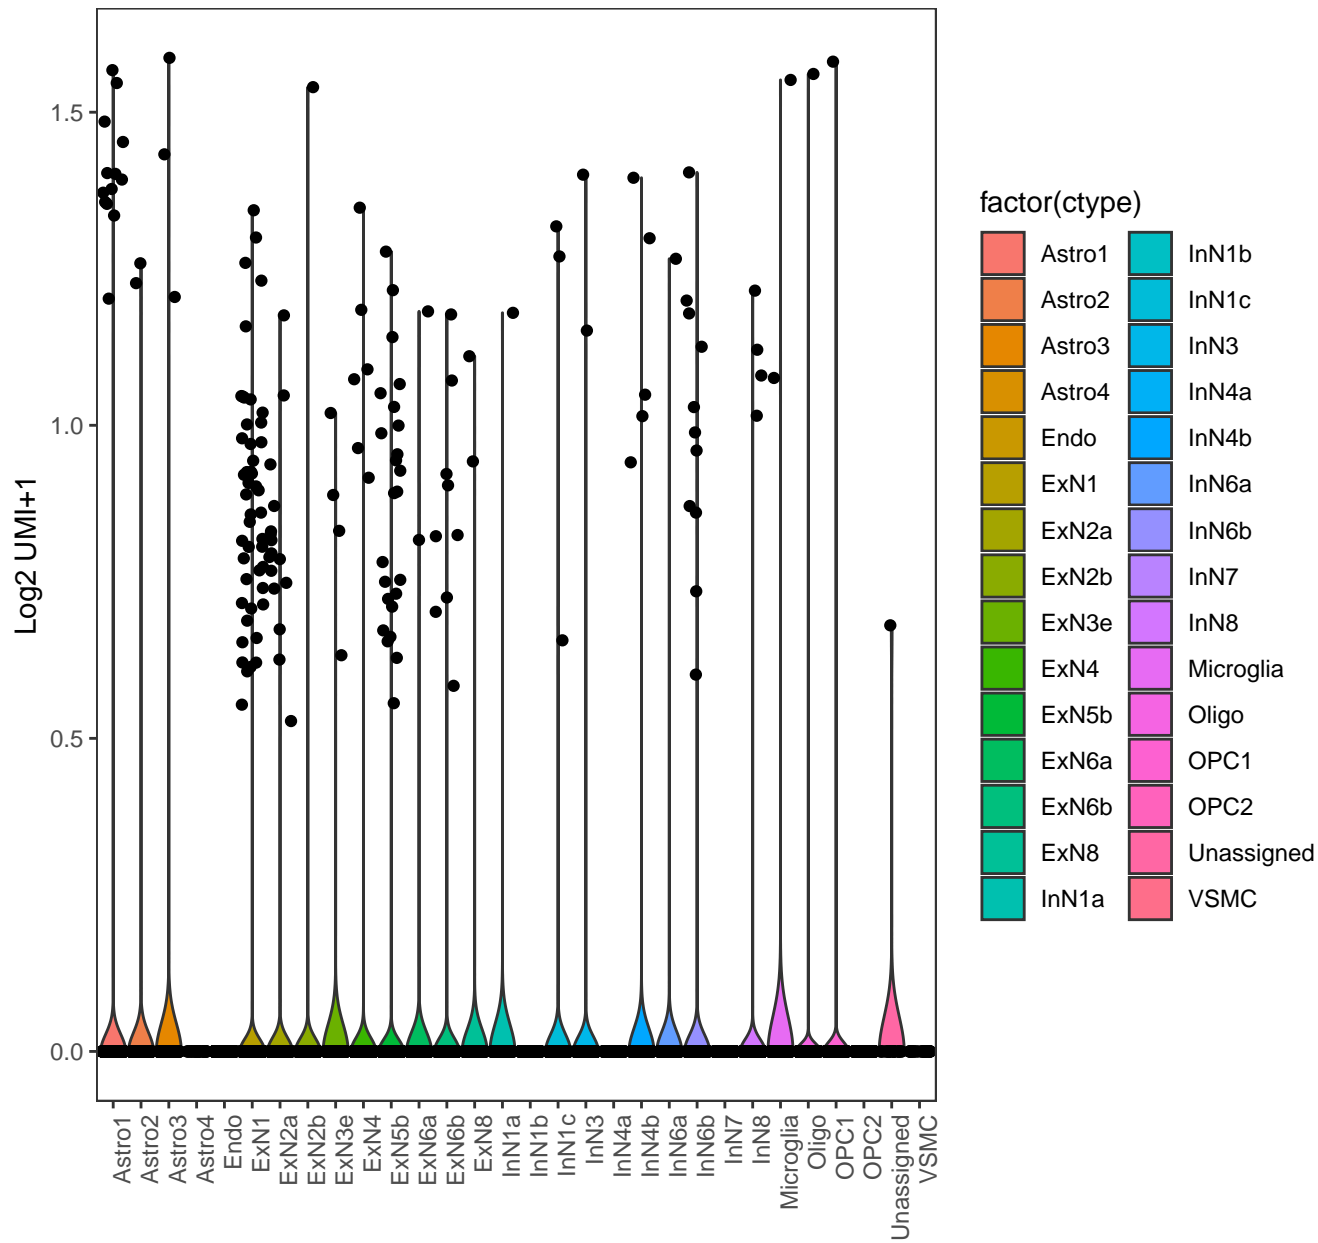 Log2 UMI+1
1.5
1.0
0.5
0.0
Astro1
Astro2
Astro3
Astro4
Endo
ExN1
ExN2a
ExN2b
ExN3e
ExN4
ExN5b
ExN6a
ExN6b
ExN8
InN1a
InN1b
InN1c
InN3
InN4a
InN4b
InN6a
InN6b
InN7
InN8
Microglia
Oligo
OPC1
OPC2
Unassigned
VSMC
factor(ctype)
Astro1
Astro2
Astro3
Astro4
Endo
ExN1
ExN2a
ExN2b
ExN3e
ExN4
ExN5b
ExN6a
ExN6b
ExN8
InN1a
InN1b
InN1c
InN3
InN4a
InN4b
InN6a
InN6b
InN7
InN8
Microglia
Oligo
OPC1
OPC2
Unassigned
VSMC